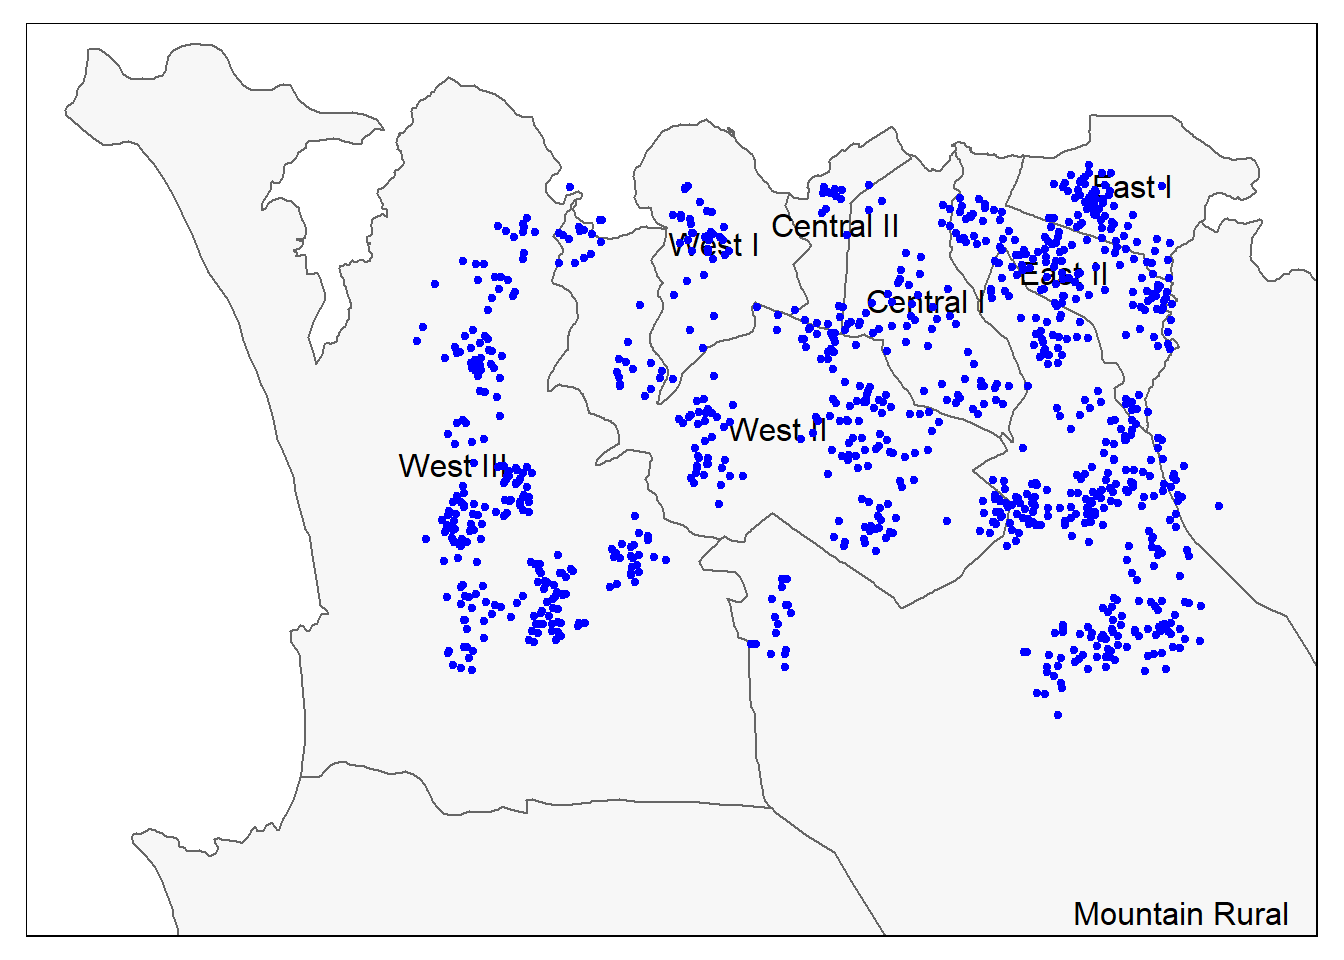 East I
Central II
West I
East II
Central I
West II
West III
Mountain Rural